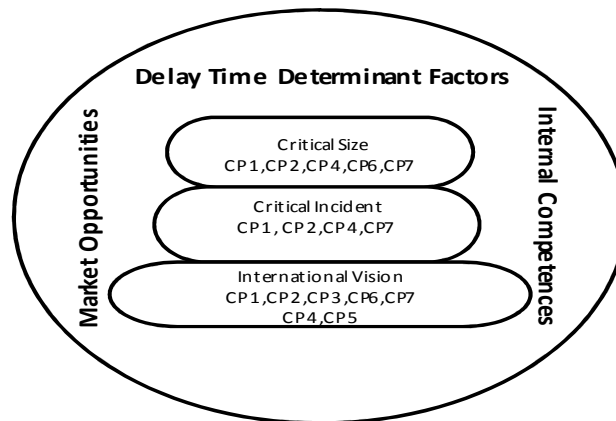 Delay Time Determinant Factors
Market Opportunities
Critical Size
CP1,CP2,CP4,CP6,CP7
Critical Incident
CP1, CP2,CP4,CP7
International Vision
CP1,CP2,CP3,CP6,CP7
CP4,CP5
Internal Competences